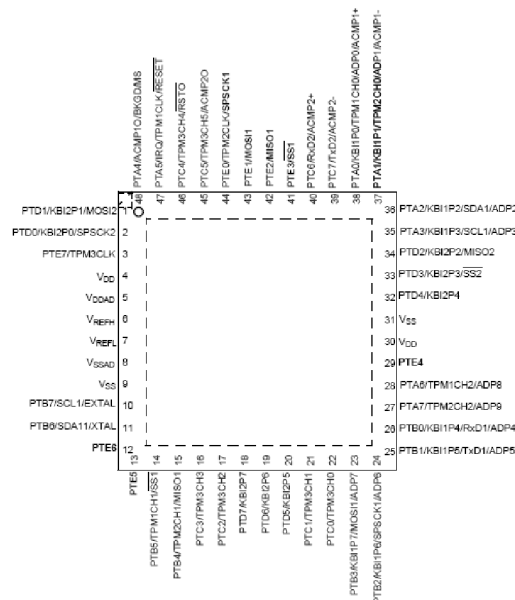 PTA4/ACMP1O/BKGD/MS
PTA5/IRQ/TPM1CLK/RESET
PTC4/TPM3CH4/RSTO
PTC5/TPM3CH5/ACMP2O
PTE0/TPM2CLK/SPSCK1
PTE1/MOSI1
PTE2/MISO1
PTE3/SS1
PTC6/RxD2/ACMP2+
PTC7/TxD2/ACMP2-
PTA0/KBI1P0/TPM1CH0/ADP0/ACMP1+
PTA1/KBI1P1/TPM2CH0/ADP1/ACMP1-
48 47 46 45 44 43 42 41 40 39 38 37
PTD1/KBI2P1/MOSI2 1
PTD0/KBI2P0/SPSCK2 2
PTE7/TPM3CLK 3
VDD 4
VDDAD 5
VREFH 6
VREFL 7
VSSAD 8
VSS 9
PTB7/SCL1/EXTAL 10
PTB6/SDA11/XTAL 11
PTE6 12
36 PTA2/KBI1P2/SDA1/ADP2
35 PTA3/KBI1P3/SCL1/ADP3
34 PTD2/KBI2P2/MISO2
33 PTD3/KBI2P3/SS2
32 PTD4/KBI2P4
31 VSS
30 VDD
29 PTE4
28 PTA6/TPM1CH2/ADP8
27 PTA7/TPM2CH2/ADP9
26 PTB0/KBI1P4/RxD1/ADP4
25 PTB1/KBI1P5/TxD1/ADP5
13 14 15 16 17 18 19 20 21 22 23 24
PTE5
PTB5/TPM1CH1/SS1
PTB4/TPM2CH1/MISO1
PTC3/TPM3CH3
PTC2/TPM3CH2
PTD7/KBI2P7
PTD6/KBI2P6
PTD5/KBI2P5
PTC1/TPM3CH1
PTC0/TPM3CH0
PTB3/KBI1P7/MOSI1/ADP7
PTB2/KBI1P6/SPSCK1/ADP6